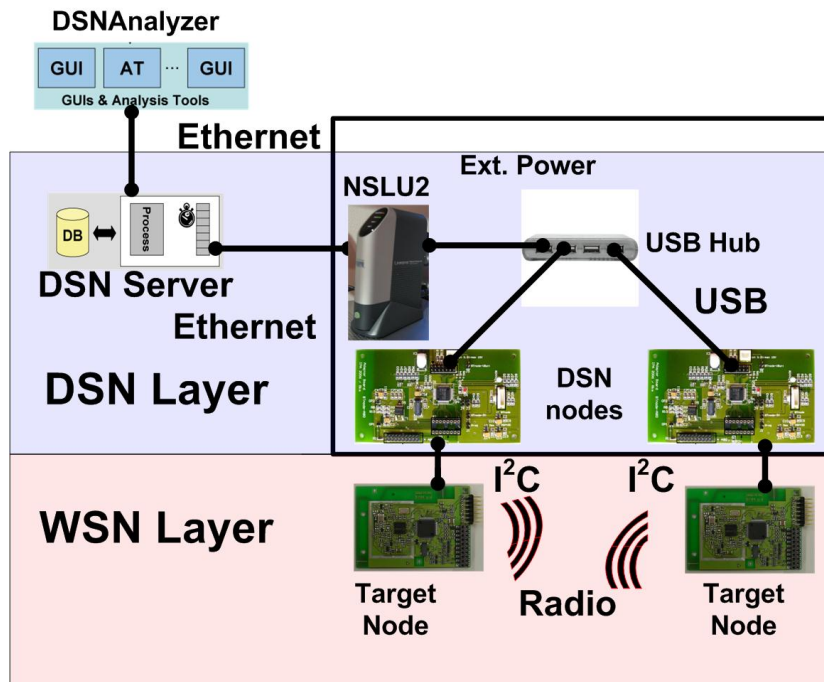 DSNAnalyzer
GUI
AT
...
GUI
GUIs & Analysis Tools
Ethernet
Ext. Power
NSLU2
DB
Process
USB Hub
DSN Server
USB
Ethernet
DSN Layer
DSN
nodes
I²C
I²C
WSN Layer
Target
Node
Radio
Target
Node